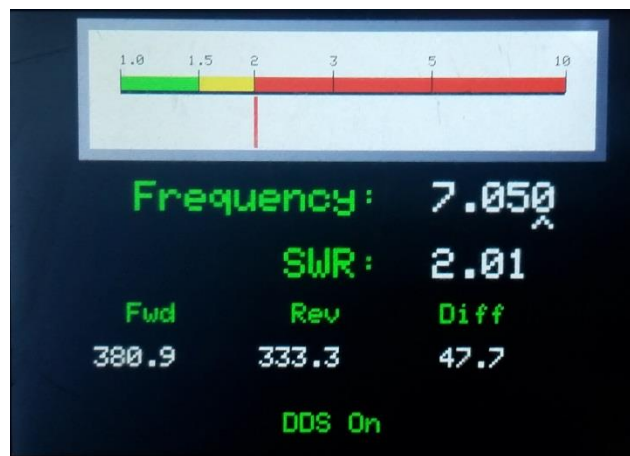 1.0 1.5 2 3 5 10
Frequency: 7.050
^
SWR: 2.01
Fwd Rev Diff
380.9 333.3 47.7
DDS On